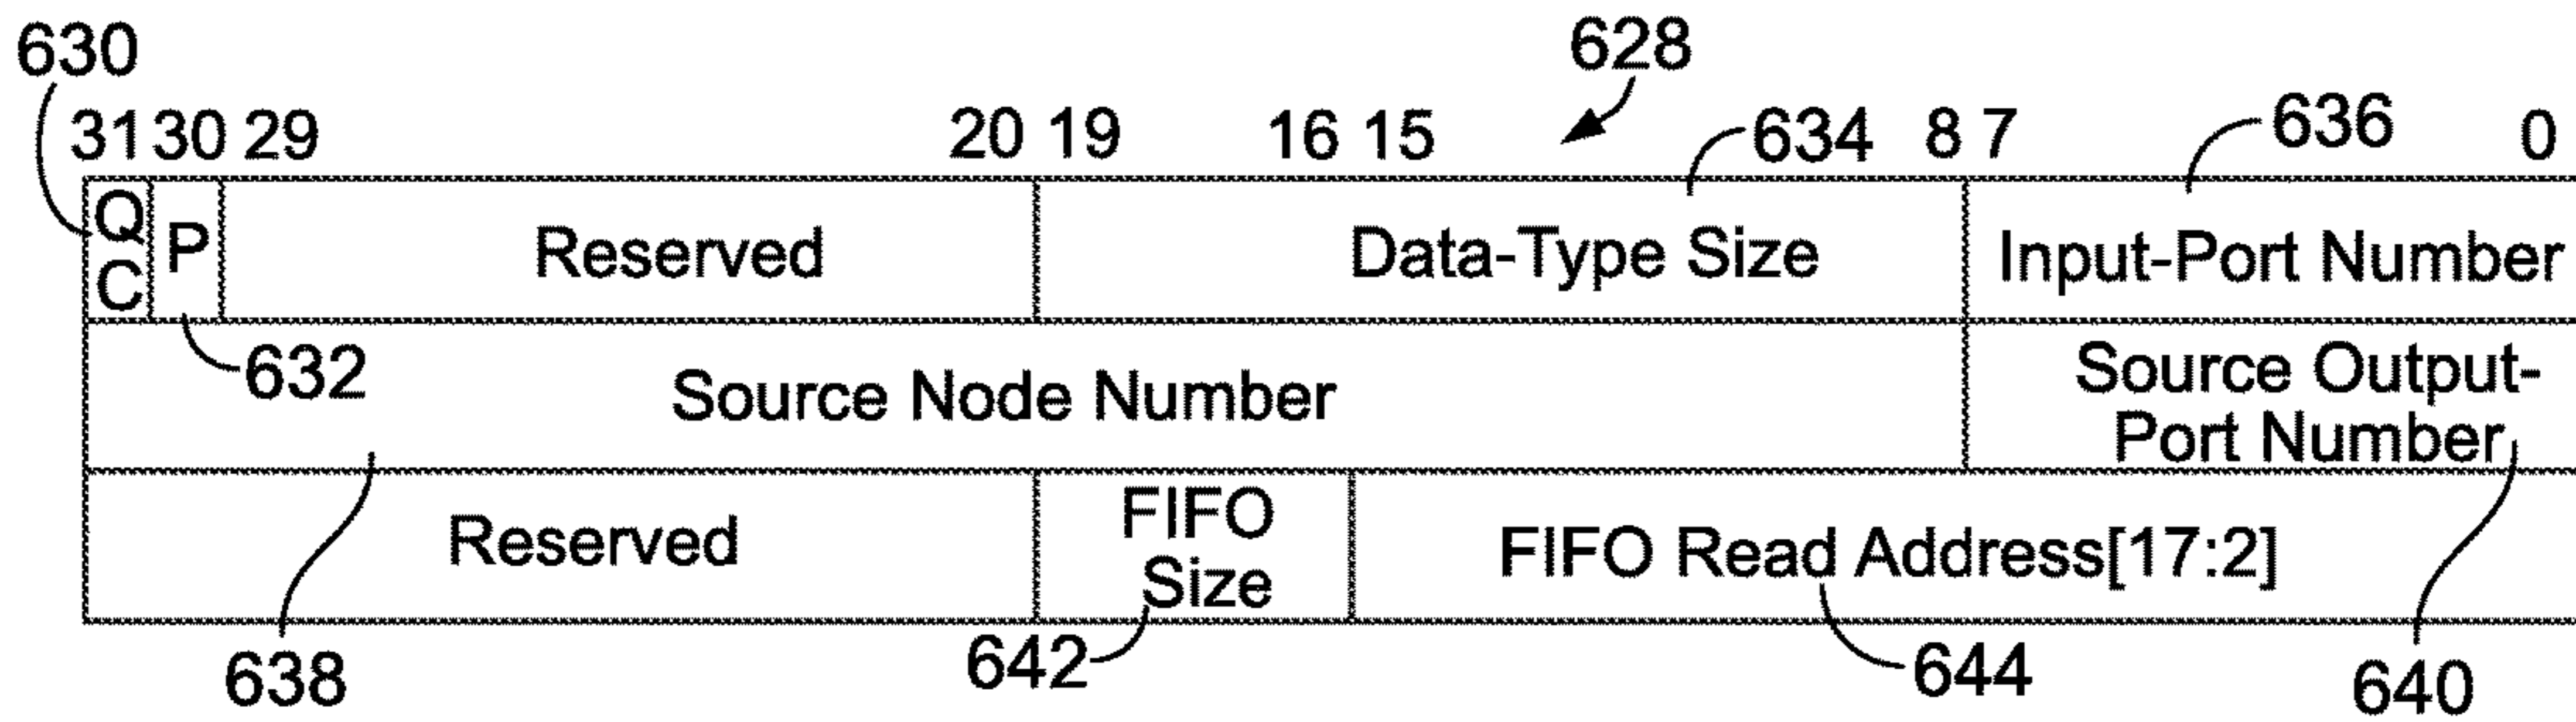 630
628
31 30 29 20 19 16 15 634 8 7 636 0
Q
C
P
Reserved
Data-Type Size
Input-Port Number
632
Source Node Number
Source Output-
Port Number
Reserved
FIFO
Size
FIFO Read Address[17:2]
638
642
644
640